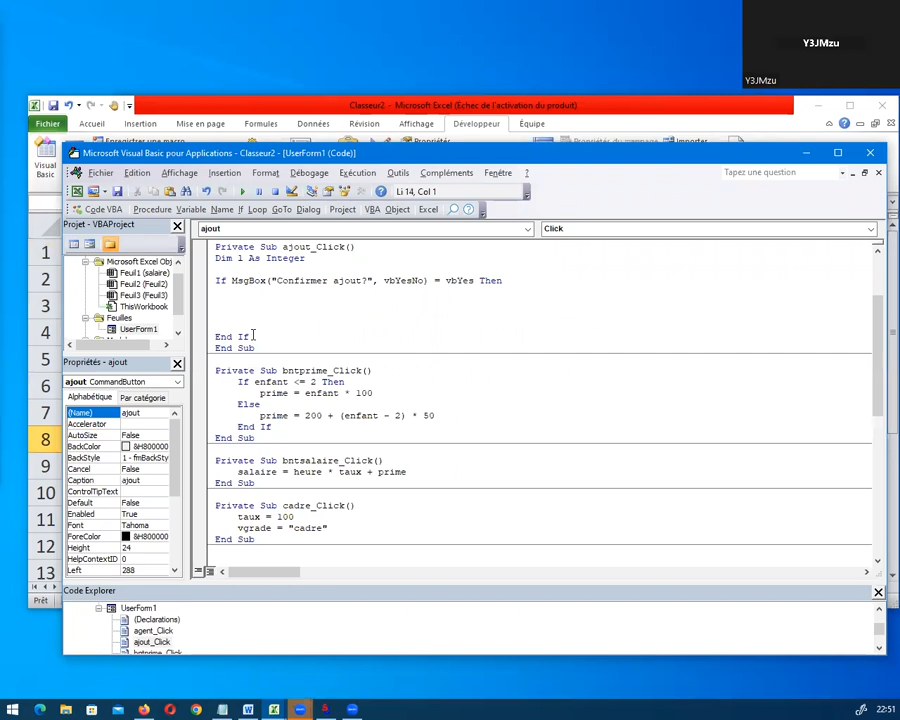 Y3JMzu
Y3JMzu
Classeur2 - Microsoft Excel (Echec de l'activation du produit)
Fichier Accueil Insertion Mise en page Formules Données Révision Affichage Développeur Équipe
Visual
Basic
Microsoft Visual Basic pour Applications - Classeur2 - [UserForm1 (Code)]
Fichier Edition Affichage Insertion Format Débogage Exécution Outils Compléments Fenêtre ? Tapez une question
Li 14, Col 1
Code VBA Procedure Variable Name If Loop GoTo Dialog Project VBA Object Excel
Projet - VBAProject
ajout
Click
Microsoft Excel Obj
Feuil1 (salaire)
Feuil2 (Feuil2)
Feuil3 (Feuil3)
ThisWorkbook
Feuilles
UserForm1
Propriétés - ajout
ajout CommandButton
Alphabétique Par catégorie
(Name) ajout
Accelerator
AutoSize False
BackColor &H800000
BackStyle 1 - fmBackSty
Cancel False
Caption ajout
ControlTipText
Default False
Enabled True
Font Tahoma
ForeColor &H800000
Height 24
HelpContextID 0
Left 288
Private Sub ajout_Click()
Dim l As Integer
If MsgBox("Confirmer ajout?", vbYesNo) = vbYes Then
End If
End Sub
Private Sub bntprime_Click()
If enfant <= 2 Then
prime = enfant * 100
Else
prime = 200 + (enfant - 2) * 50
End If
End Sub
Private Sub bntsalaire_Click()
salaire = heure * taux + prime
End Sub
Private Sub cadre_Click()
taux = 100
vgrade = "cadre"
End Sub
1
2
3
4
5
6
7
8
9
10
11
12
13
Prêt
Code Explorer
UserForm1
(Declarations)
agent_Click
ajout_Click
22:51